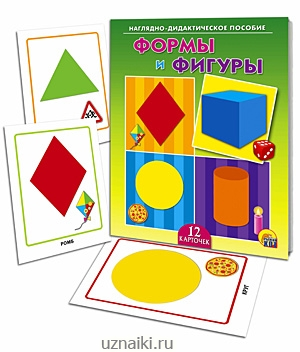 НАГЛЯДНО-ДИДАКТИЧЕСКОЕ ПОСОБИЕ
ФОРМЫ
И ФИГУРЫ
12
КАРТОЧЕК
РОМБ
КРУГ
uznaiki.ru